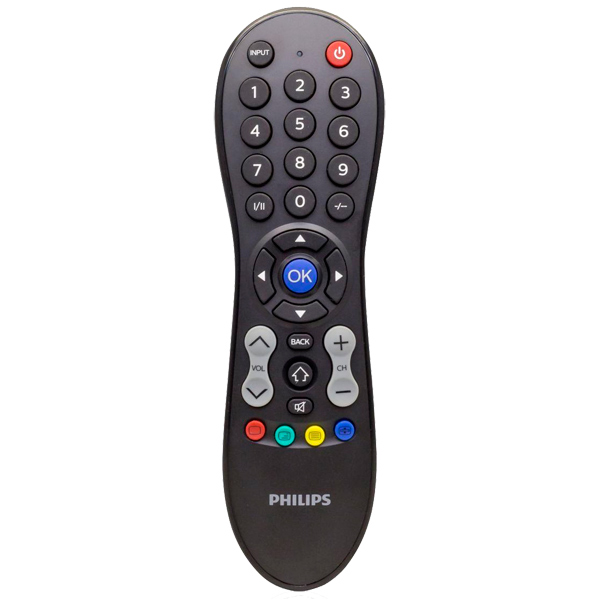 INPUT
1 2 3
4 5 6
7 8 9
I/II 0 -/--
OK
BACK
VOL CH
PHILIPS